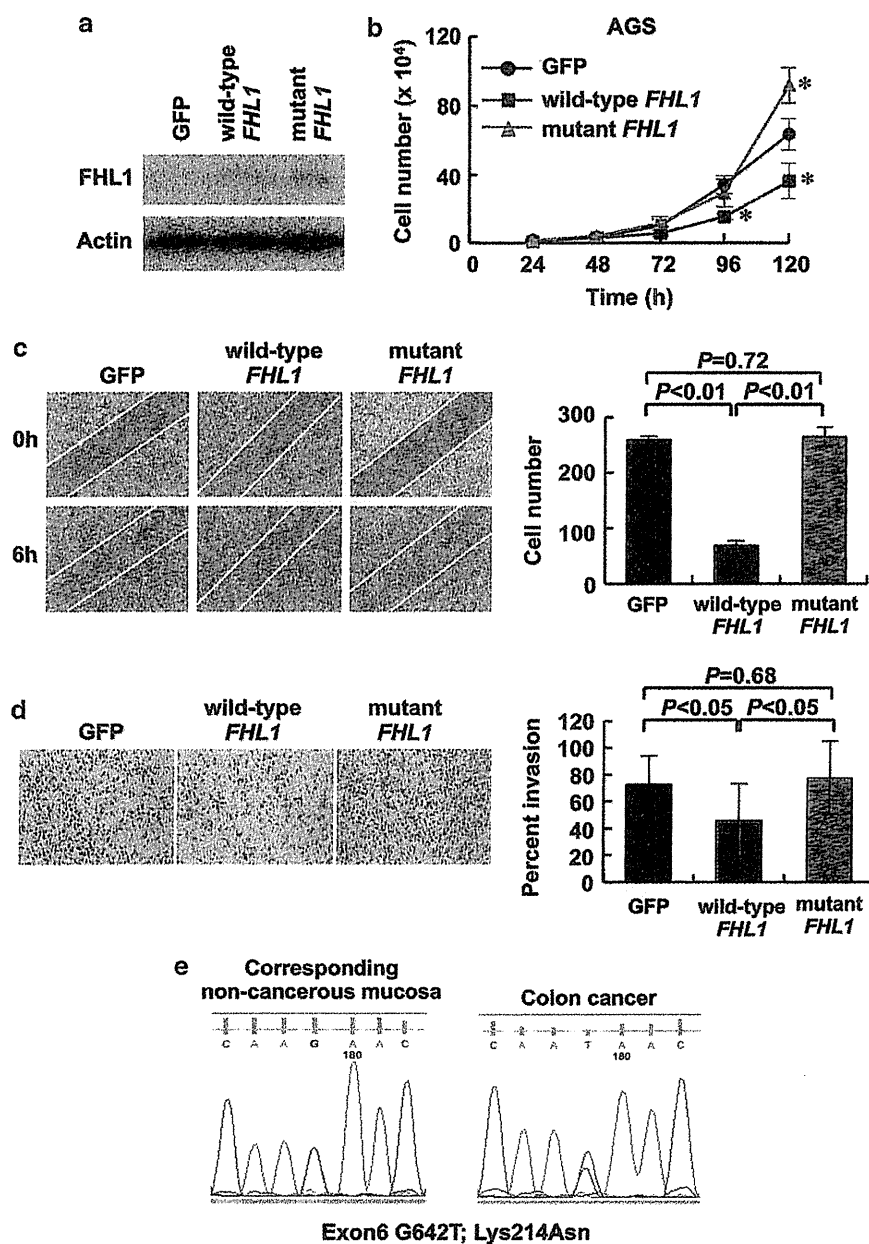 a
GFP
wild-type FHL1
mutant FHL1
FHL1
Actin
b
AGS
Cell number (x 10⁴)
120
80
40
0
GFP
wild-type FHL1
mutant FHL1
*
*
*
0 24 48 72 96 120
Time (h)
c
GFP
wild-type FHL1
mutant FHL1
0h
6h
P=0.72
P<0.01 P<0.01
Cell number
300
200
100
0
GFP
wild-type FHL1
mutant FHL1
d
GFP
wild-type FHL1
mutant FHL1
P=0.68
P<0.05 P<0.05
Percent invasion
120
100
80
60
40
20
0
GFP
wild-type FHL1
mutant FHL1
e
Corresponding
non-cancerous mucosa
C A A G A A C
180
Colon cancer
C A A T A A C
180
Exon6 G642T; Lys214Asn